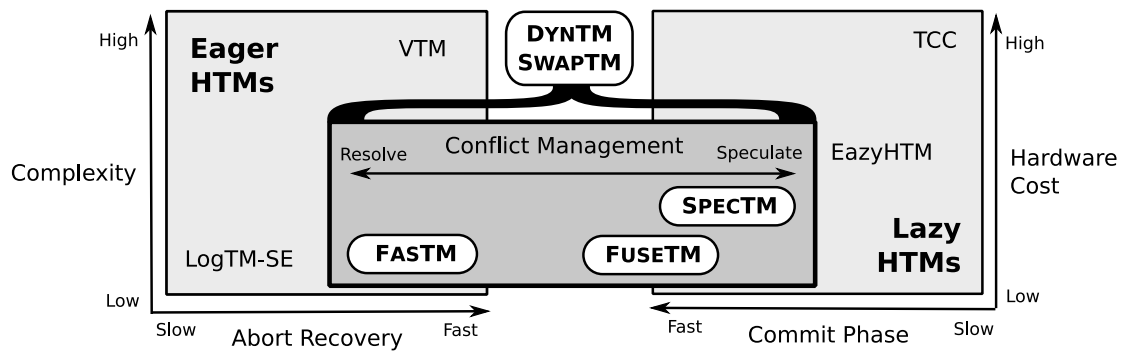 DYNTM
SWAPTM
High
Eager
HTMs
VTM
TCC
High
Conflict Management
Resolve
Speculate
EazyHTM
Complexity
Hardware
Cost
SPECTM
Lazy
HTMs
LogTM-SE
FASTM
FUSETM
Low
Low
Slow
Abort Recovery
Fast
Fast
Commit Phase
Slow